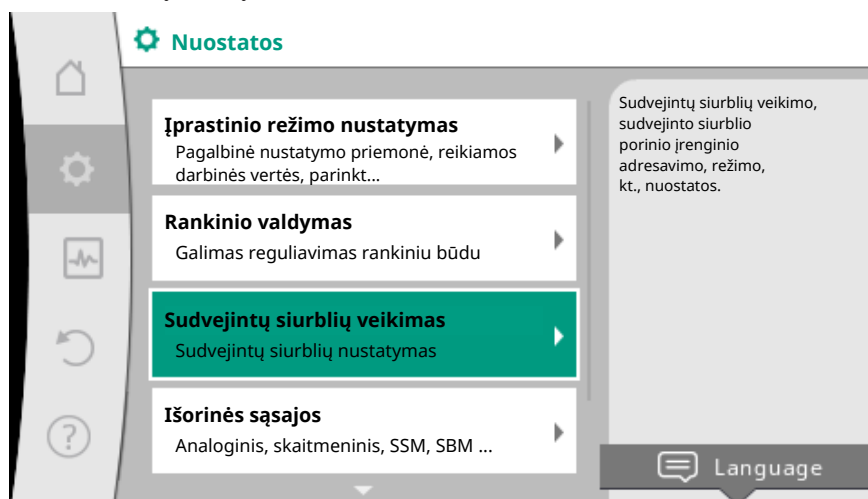 Nuostatos
Įprastinio režimo nustatymas
Pagalbinė nustatymo priemonė, reikiamos
darbinės vertės, parinkt...
Rankinio valdymas
Galimas reguliavimas rankiniu būdu
Sudvejintų siurblių veikimas
Sudvejintų siurblių nustatymas
Išorinės sąsajos
Analoginis, skaitmeninis, SSM, SBM ...
Sudvejintų siurblių veikimo,
sudvejinto siurblio
porinio įrenginio
adresavimo, režimo,
kt., nuostatos.
Language